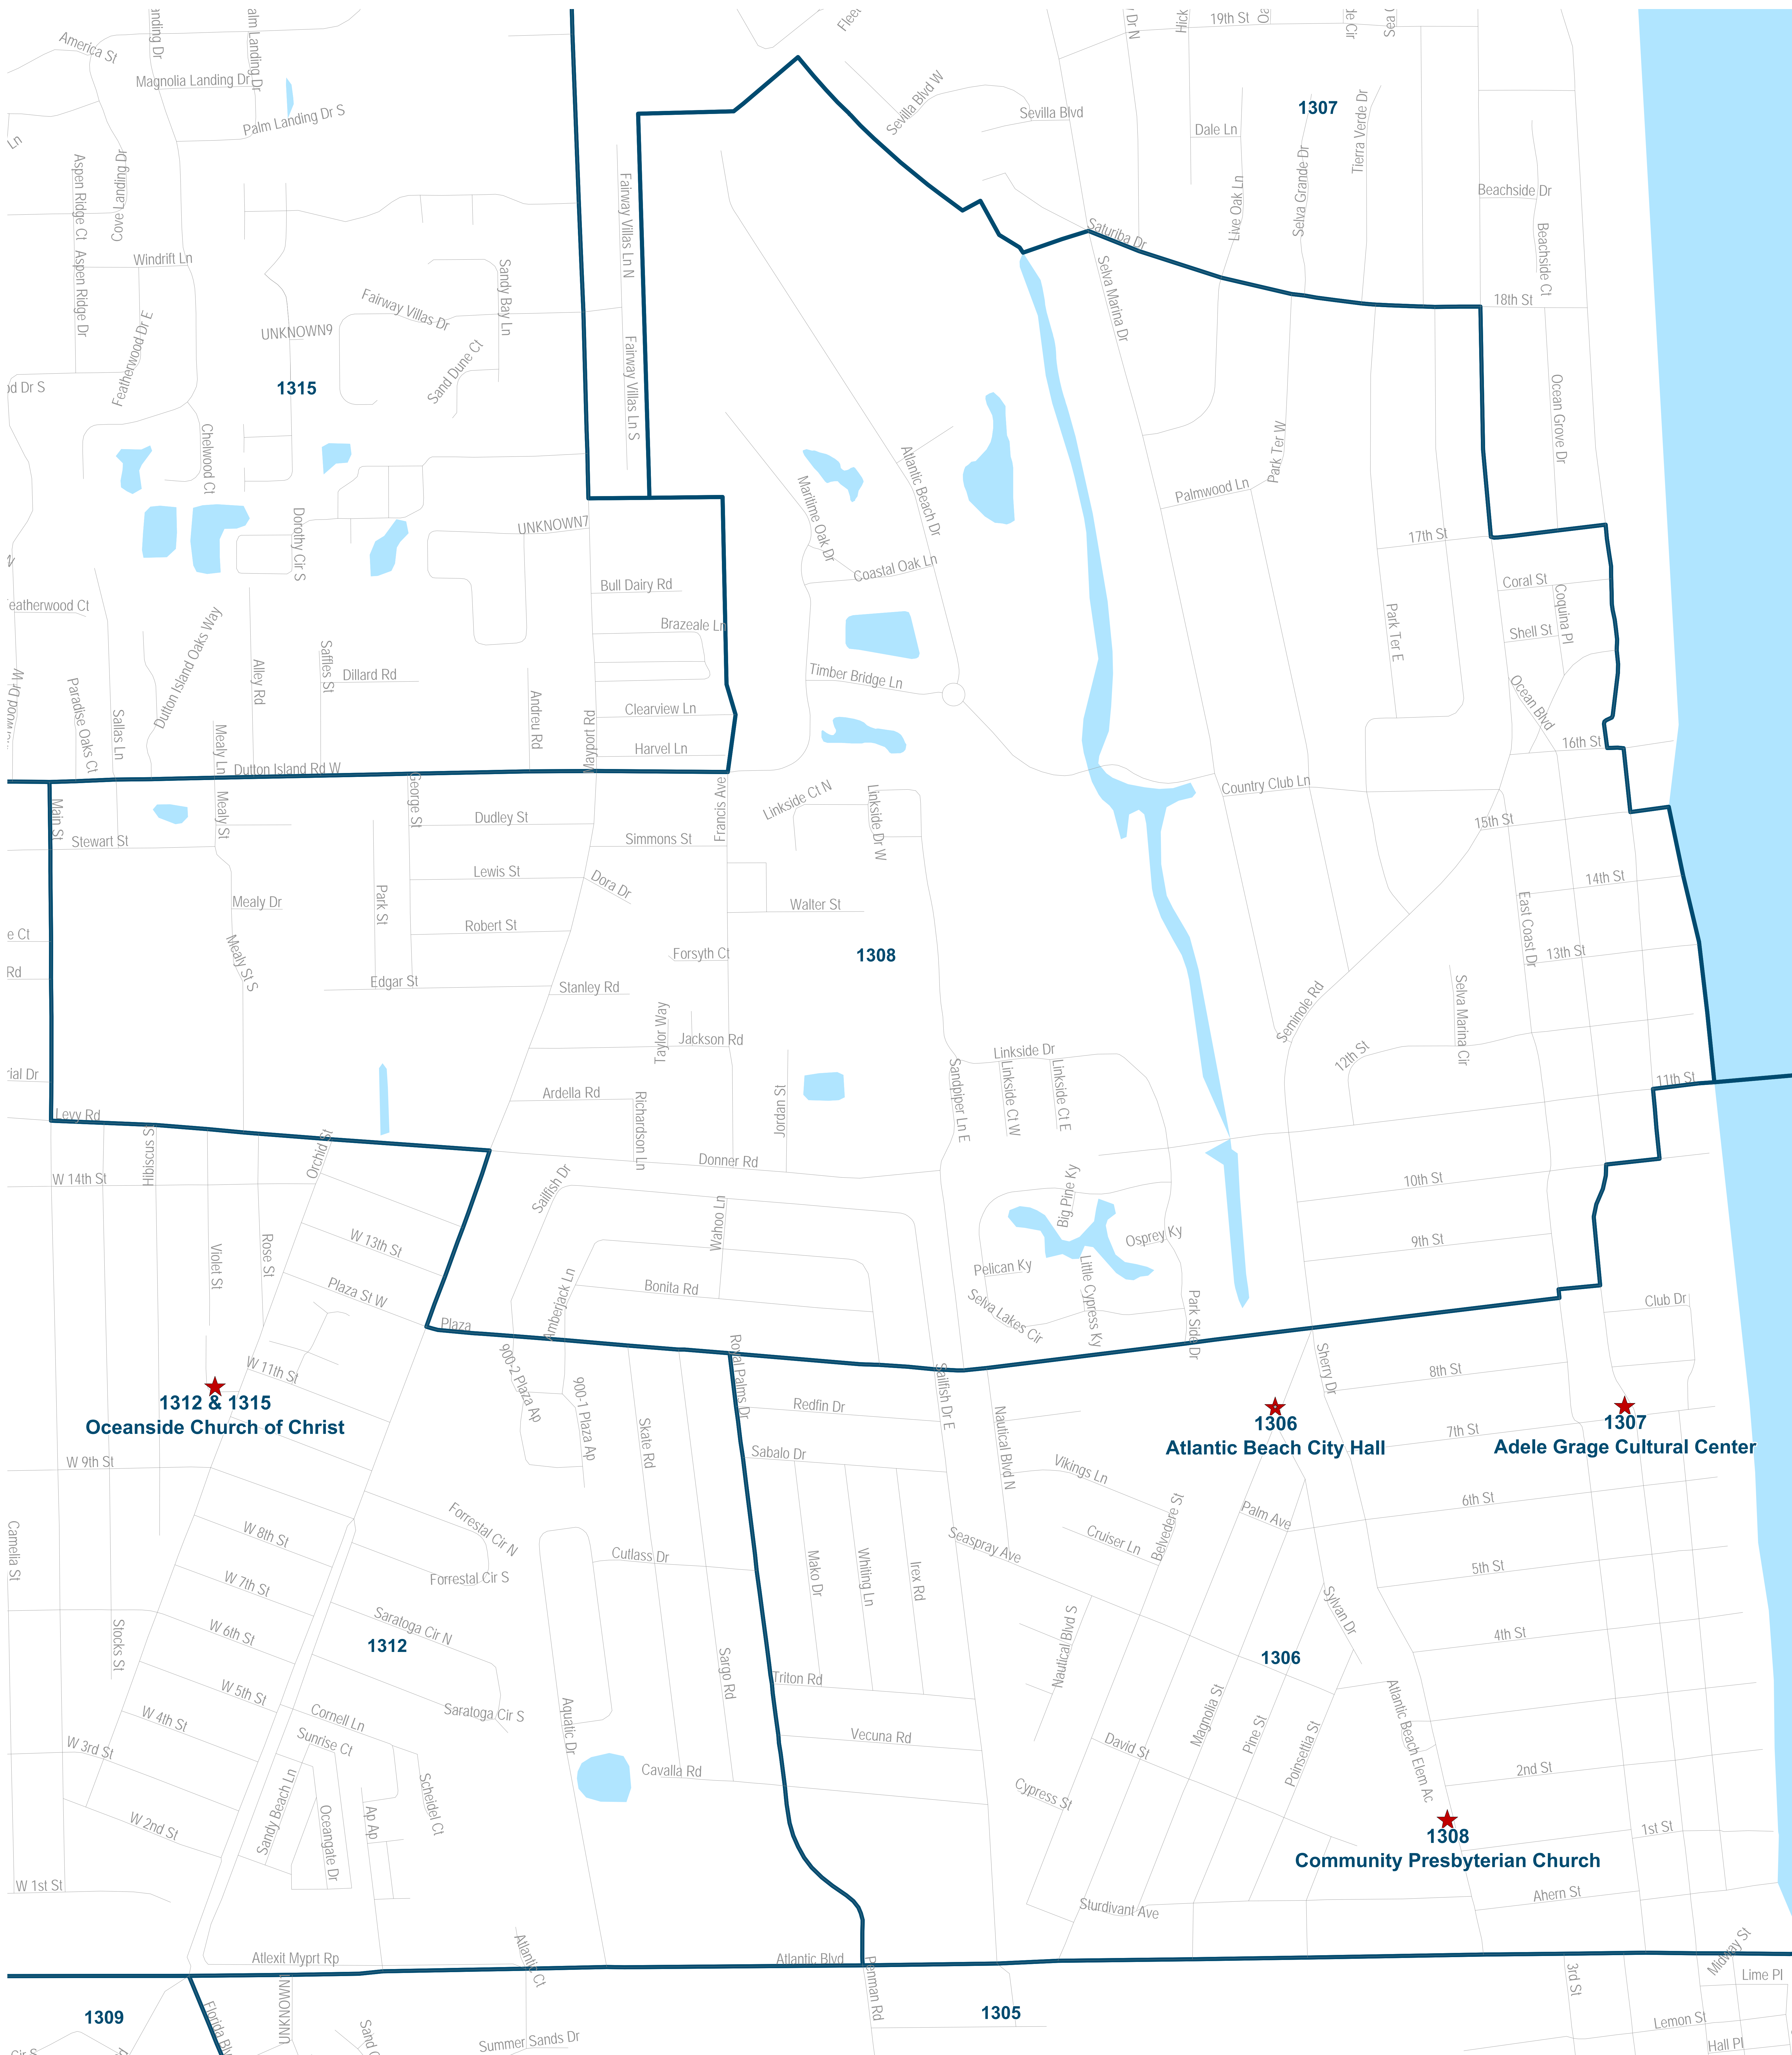 19th St
America St
Magnolia Landing Dr
Palm Landing Dr S
Sevilla Blvd W
Sevilla Blvd
1307
Dale Ln
Tierra Verde Dr
Selva Grande Dr
Live Oak Ln
Beachside Dr
Beachside Ct
Aspen Ridge Ct
Cove Landing Dr
Fairway Villas Ln N
Saturiba Dr
Windrift Ln
Aspen Ridge Dr
Sandy Bay Ln
Selva Marina Dr
18th St
Featherwood Dr E
Fairway Villas Dr
UNKNOWN9
Sand Dune Ct
Fairway Villas Ln S
1315
Ocean Grove Dr
Chelwood Ct
Park Ter W
Atlantic Beach Dr
Palmwood Ln
Maritime Oak Dr
Dorothy Cir S
UNKNOWN7
17th St
Coastal Oak Ln
Bull Dairy Rd
Coral St
Coquina Pl
eatherwood Ct
Brazeale Ln
Shell St
Park Ter E
Dutton Island Oaks Way
Alley Rd
Saffles St
Dillard Rd
Timber Bridge Ln
Paradise Oaks Ct
Sallas Ln
Andreu Rd
Clearview Ln
Ocean Blvd
Mealy Ln
Mayport Rd
Harvel Ln
16th St
Dutton Island Rd W
Country Club Ln
Main St
Mealy St
George St
Dudley St
Francis Ave
Linkside Ct N
Linkside Dr W
15th St
Stewart St
Simmons St
Lewis St
Dora Dr
14th St
Mealy Dr
Park St
Walter St
East Coast Dr
Robert St
Forsyth Ct
1308
13th St
Mealy St S
Edgar St
Stanley Rd
Seminole Rd
Selva Marina Cir
Taylor Way
Jackson Rd
Linkside Dr
12th St
Ardella Rd
Richardson Ln
Jordan St
Sandpiper Ln E
Linkside Ct W
Linkside Ct E
11th St
Levy Rd
Hibiscus S
Orchid St
Donner Rd
W 14th St
Sailfish Dr
Big Pine Ky
10th St
Violet St
Rose St
W 13th St
Wahoo Ln
Osprey Ky
9th St
Pelican Ky
Little Cypress Ky
Plaza St W
Amberjack Ln
Bonita Rd
Selva Lakes Cir
Park Side Dr
Club Dr
Plaza
900-2 Plaza Ap
Royal Palms Dr
Sailfish Dr E
Sherry Dr
W 11th St
8th St
900-1 Plaza Ap
1312 & 1315
Oceanside Church of Christ
Redfin Dr
Nautical Blvd N
1306
Atlantic Beach City Hall
7th St
1307
Adele Grage Cultural Center
Skate Rd
Sabalo Dr
W 9th St
Vikings Ln
6th St
Palm Ave
Belvedere St
Forrestal Cir N
W 8th St
Seaspray Ave
Cruiser Ln
Camelia St
Cutlass Dr
Mako Dr
Whiting Ln
Irex Rd
5th St
W 7th St
Forrestal Cir S
Sylvan Dr
Stocks St
W 6th St
Saratoga Cir N
1312
Nautical Blvd S
4th St
1306
Sargo Rd
Triton Rd
W 5th St
Saratoga Cir S
Magnolia St
Atlantic Beach Elem Ac
W 4th St
Cornell Ln
Aquatic Dr
Vecuna Rd
David St
Pine St
Poinsettia St
W 3rd St
Sunrise Ct
Cavalla Rd
Cypress St
2nd St
Sandy Beach Ln
Scheidel Ct
W 2nd St
Oceangate Dr
Ap Ap
1308
Community Presbyterian Church
1st St
W 1st St
Sturdivant Ave
Ahern St
Atlexit Myprt Rp
Atlantic Ct
Atlantic Blvd
Midway St
Penman Rd
3rd St
Lime Pl
1309
Florida Blv
UNKNOWN
1305
Summer Sands Dr
Lemon St
Hall Pl